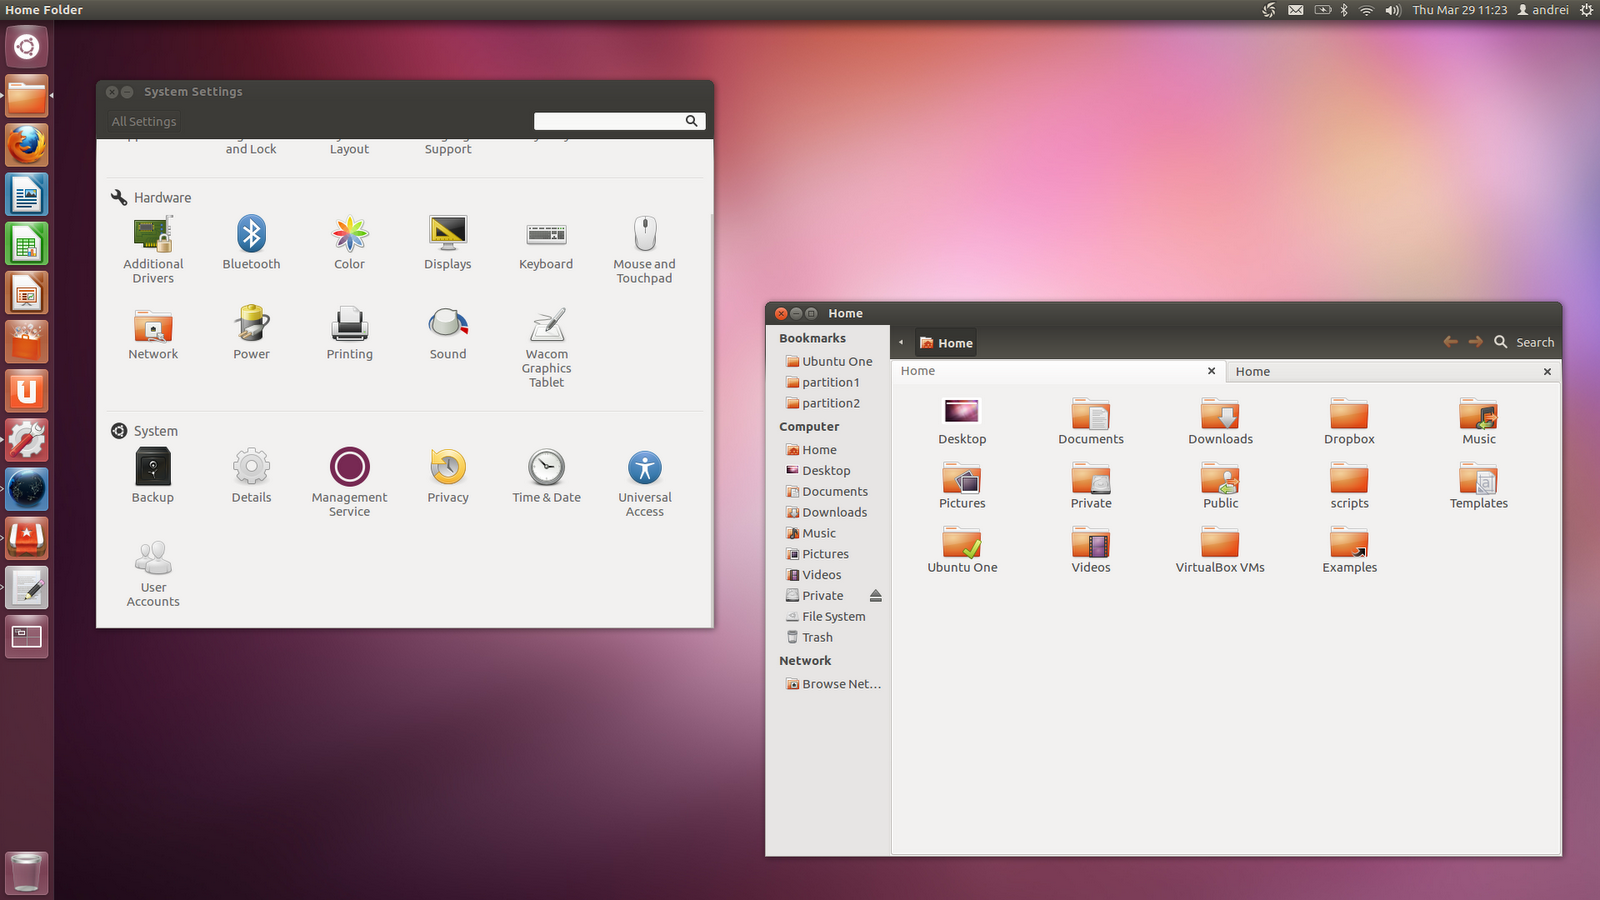 Home Folder
Thu Mar 29 11:23 andrei
System Settings
All Settings
and Lock
Layout
Support
Hardware
Additional
Drivers
Bluetooth
Color
Displays
Keyboard
Mouse and
Touchpad
Network
Power
Printing
Sound
Wacom
Graphics
Tablet
System
Backup
Details
Management
Service
Privacy
Time & Date
Universal
Access
User
Accounts
Home
Bookmarks
Ubuntu One
partition1
partition2
Computer
Home
Desktop
Documents
Downloads
Music
Pictures
Videos
Private
File System
Trash
Network
Browse Net...
Home
Search
Home
Home
Desktop
Documents
Downloads
Dropbox
Music
Pictures
Private
Public
scripts
Templates
Ubuntu One
Videos
VirtualBox VMs
Examples